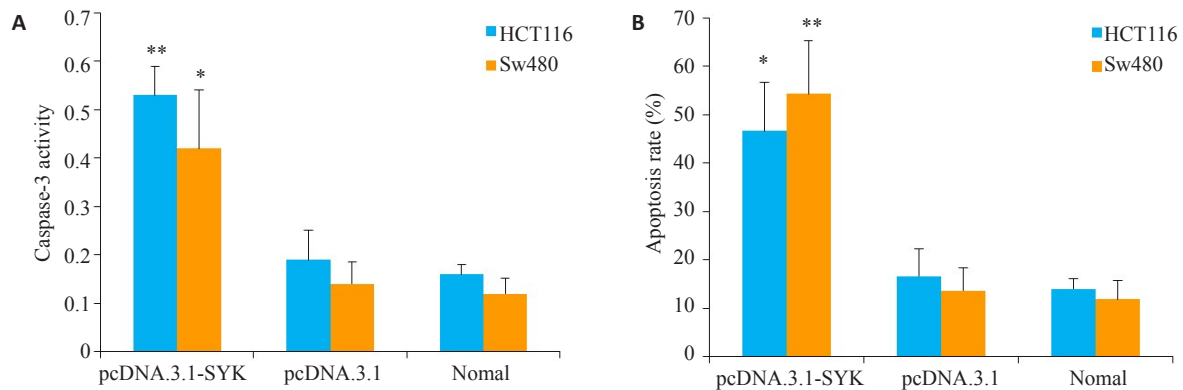 A
Caspase-3 activity
0.7
0.6
0.5
0.4
0.3
0.2
0.1
0
** *
HCT116
Sw480
pcDNA.3.1-SYK pcDNA.3.1 Nomal
B
Apoptosis rate (%)
70
60
50
40
30
20
10
0
* **
HCT116
Sw480
pcDNA.3.1-SYK pcDNA.3.1 Nomal